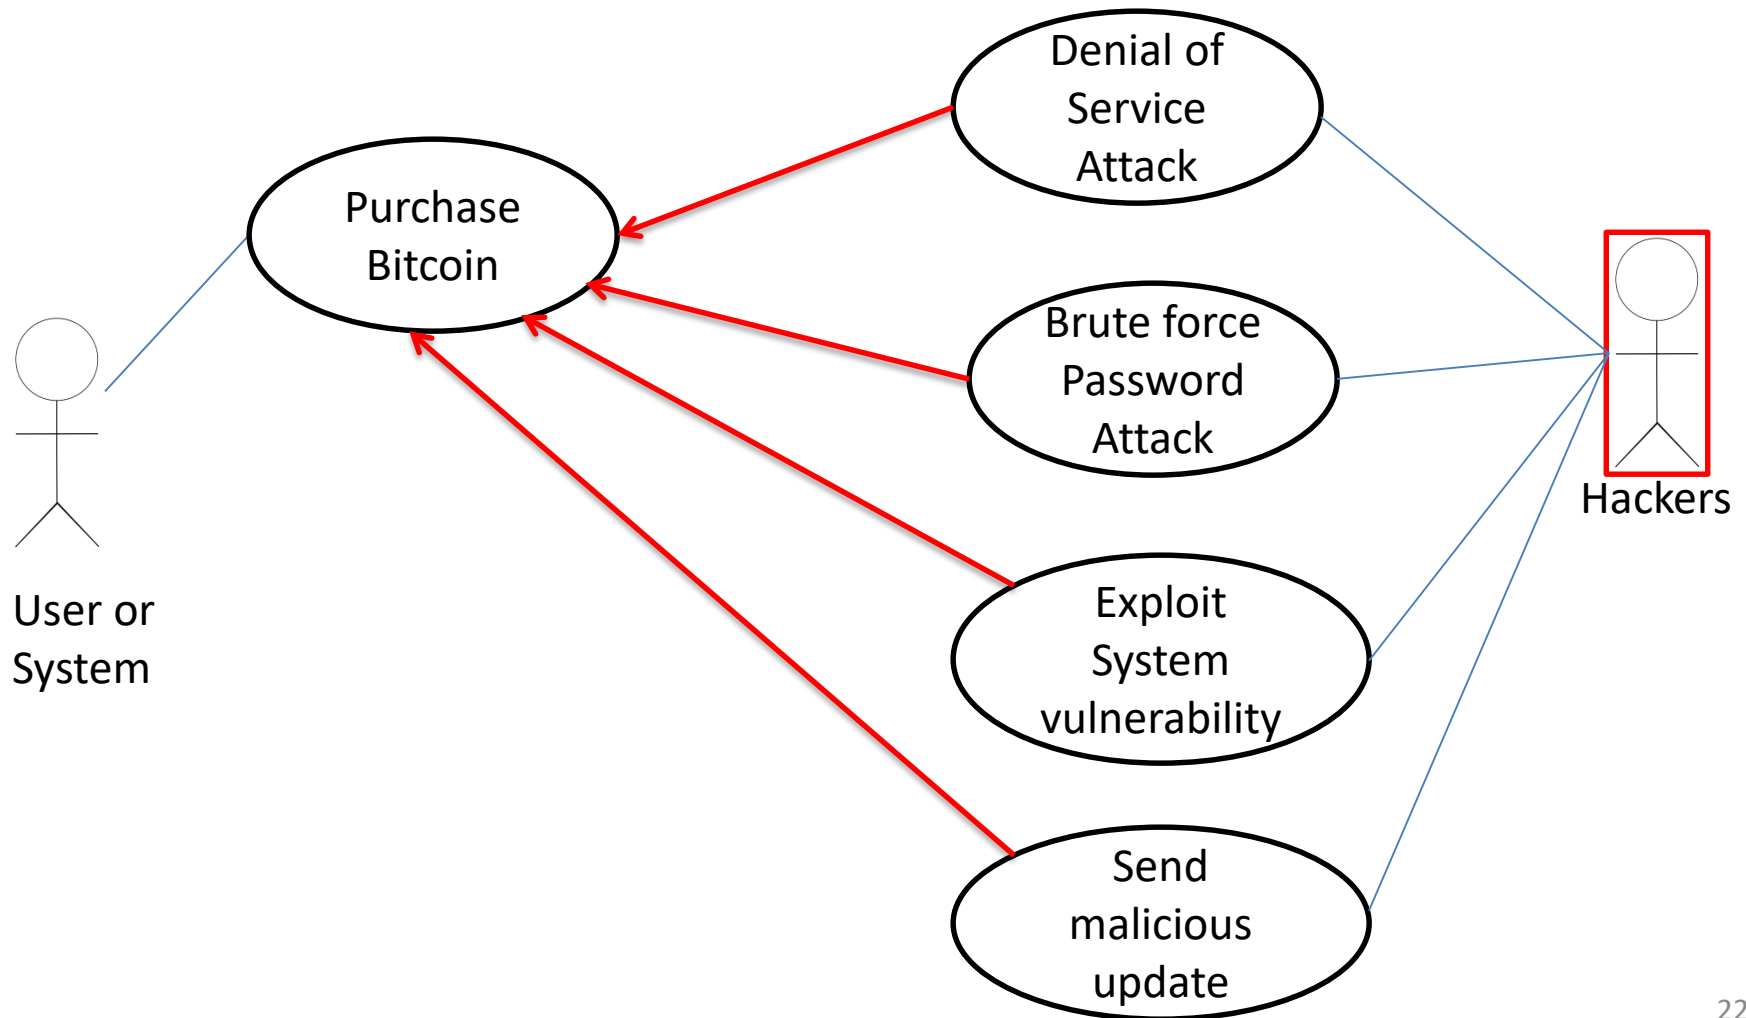 Denial of
Service
Attack
Purchase
Bitcoin
Brute force
Password
Attack
Hackers
User or
System
Exploit
System
vulnerability
Send
malicious
update
22